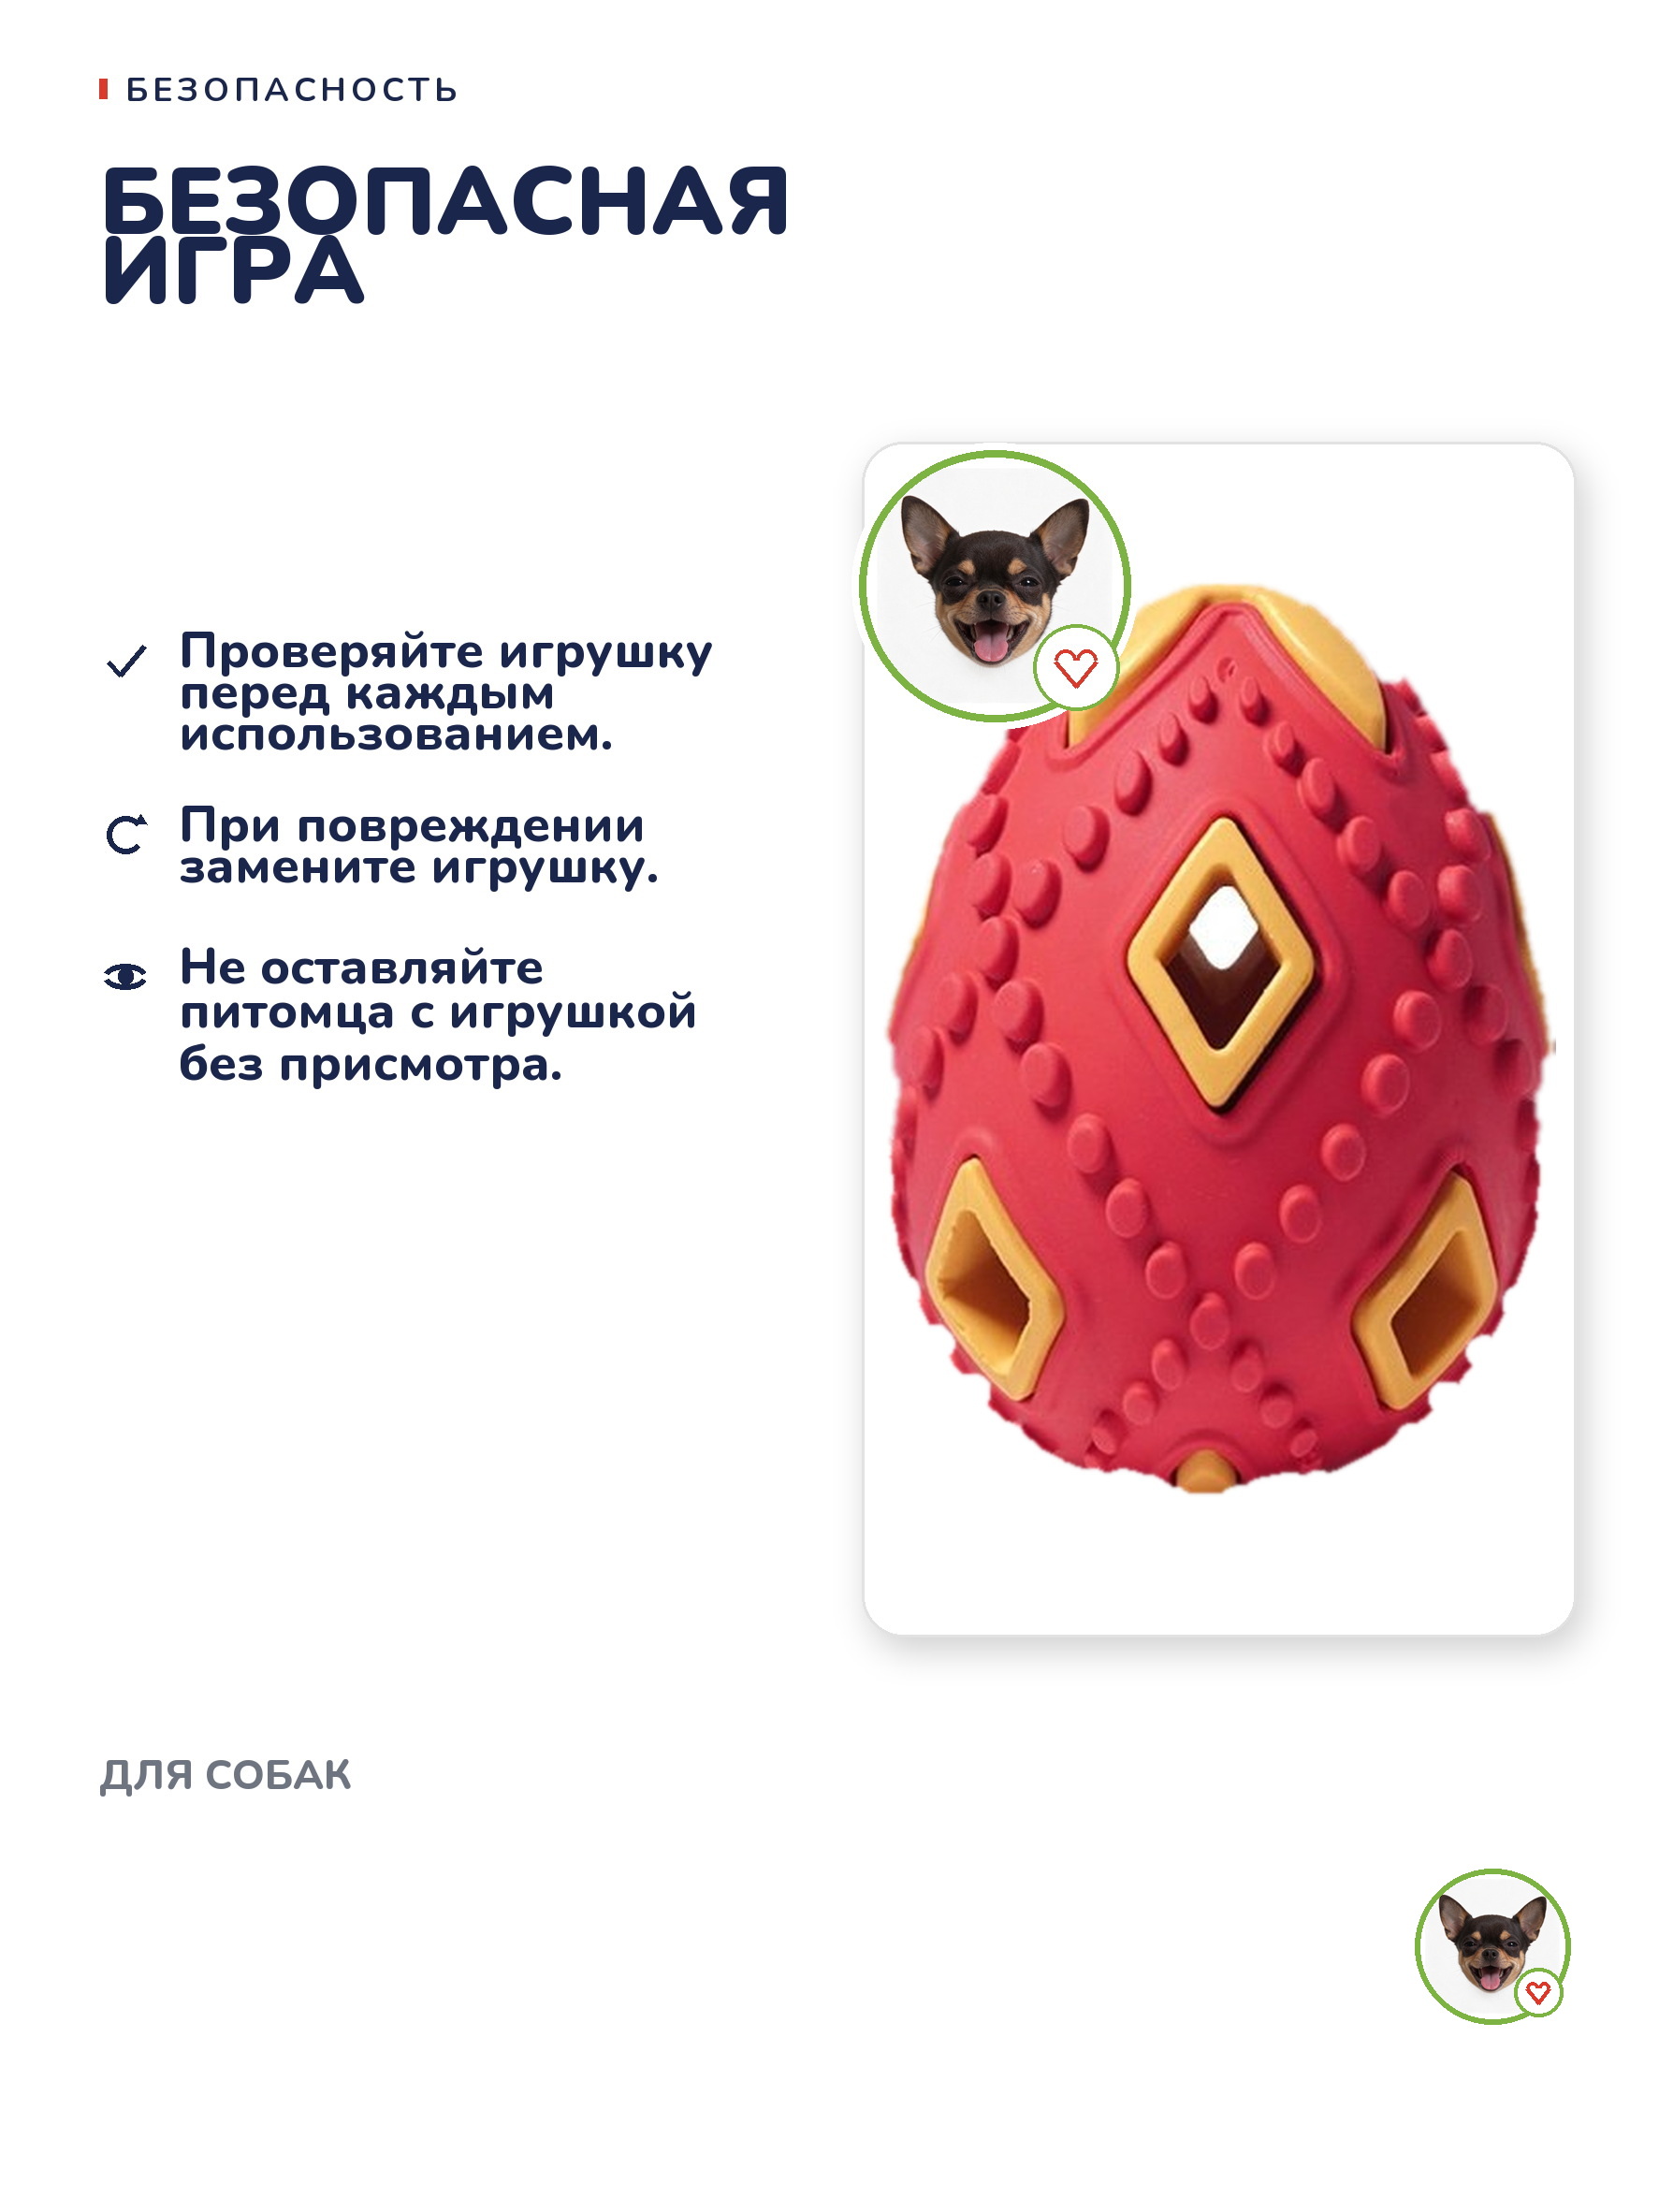 БЕЗОПАСНОСТЬ
БЕЗОПАСНАЯ
ИГРА
Проверяйте игрушку
перед каждым
использованием.
При повреждении
замените игрушку.
Не оставляйте
питомца с игрушкой
без присмотра.
ДЛЯ СОБАК